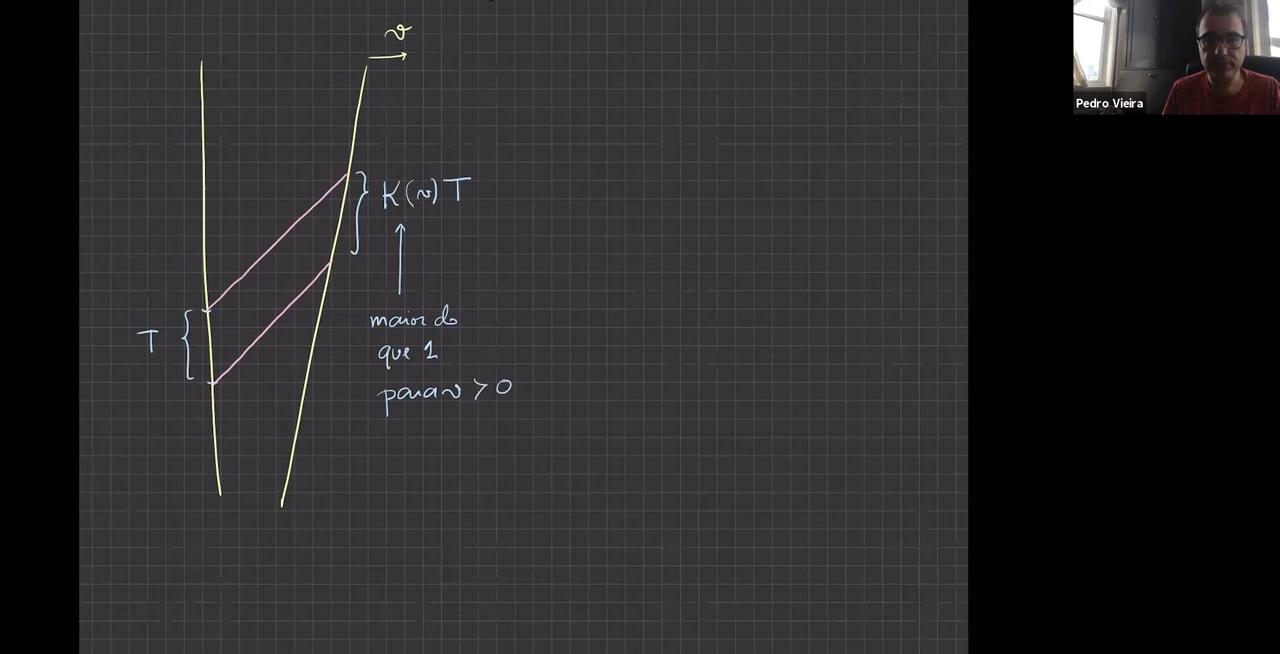 v
K(v) T
T
maior do
que 1
para v > 0
Pedro Vieira